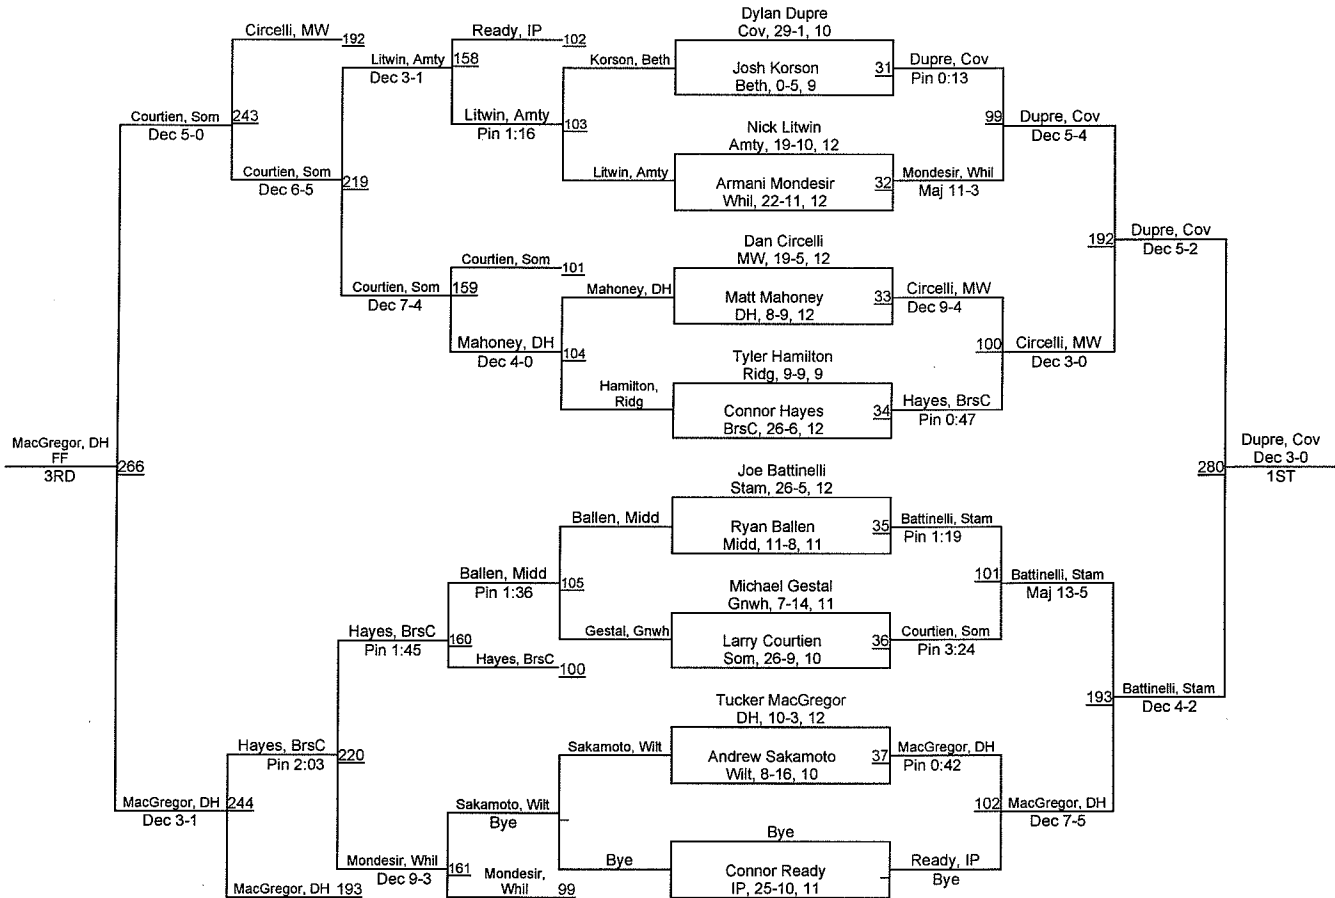 Dylan Dupre
Cov, 29-1, 10
Circelli, MW
192
Ready, IP
102
Litwin, Amty
158
Dec 3-1
Korson, Beth
Josh Korson
Beth, 0-5, 9
31
Dupre, Cov
Pin 0:13
Courtien, Som
243
Dec 5-0
Litwin, Amty
Pin 1:16
103
99
Dupre, Cov
Dec 5-4
Nick Litwin
Amty, 19-10, 12
Courtien, Som
Dec 6-5
219
Litwin, Amty
Armani Mondesir
Whil, 22-11, 12
32
Mondesir, Whil
Maj 11-3
Dan Circelli
MW, 19-5, 12
192
Dupre, Cov
Dec 5-2
Courtien, Som
101
Courtien, Som
159
Dec 7-4
Mahoney, DH
Matt Mahoney
DH, 8-9, 12
33
Circelli, MW
Dec 9-4
Mahoney, DH
Dec 4-0
104
100
Circelli, MW
Dec 3-0
Tyler Hamilton
Ridg, 9-9, 9
Hamilton,
Ridg
Connor Hayes
BrsC, 26-6, 12
34
Hayes, BrsC
Pin 0:47
MacGregor, DH
FF
3RD
266
280
Dupre, Cov
Dec 3-0
1ST
Joe Battinelli
Stam, 26-5, 12
Ballen, Midd
Ryan Ballen
Midd, 11-8, 11
35
Battinelli, Stam
Pin 1:19
Ballen, Midd
Pin 1:36
105
101
Battinelli, Stam
Maj 13-5
Michael Gestal
Gnwh, 7-14, 11
Hayes, BrsC
Pin 1:45
160
Gestal, Gnwh
Larry Courtien
Som, 26-9, 10
36
Courtien, Som
Pin 3:24
Hayes, BrsC
100
Tucker MacGregor
DH, 10-3, 12
193
Battinelli, Stam
Dec 4-2
Hayes, BrsC
Pin 2:03
220
Sakamoto, Wilt
Andrew Sakamoto
Wilt, 8-16, 10
37
MacGregor, DH
Pin 0:42
MacGregor, DH
244
Dec 3-1
Sakamoto, Wilt
Bye
102
MacGregor, DH
Dec 7-5
Bye
Mondesir, Whil
Dec 9-3
161
Bye
Connor Ready
IP, 25-10, 11
Ready, IP
Bye
MacGregor, DH
193
Mondesir,
Whil
99